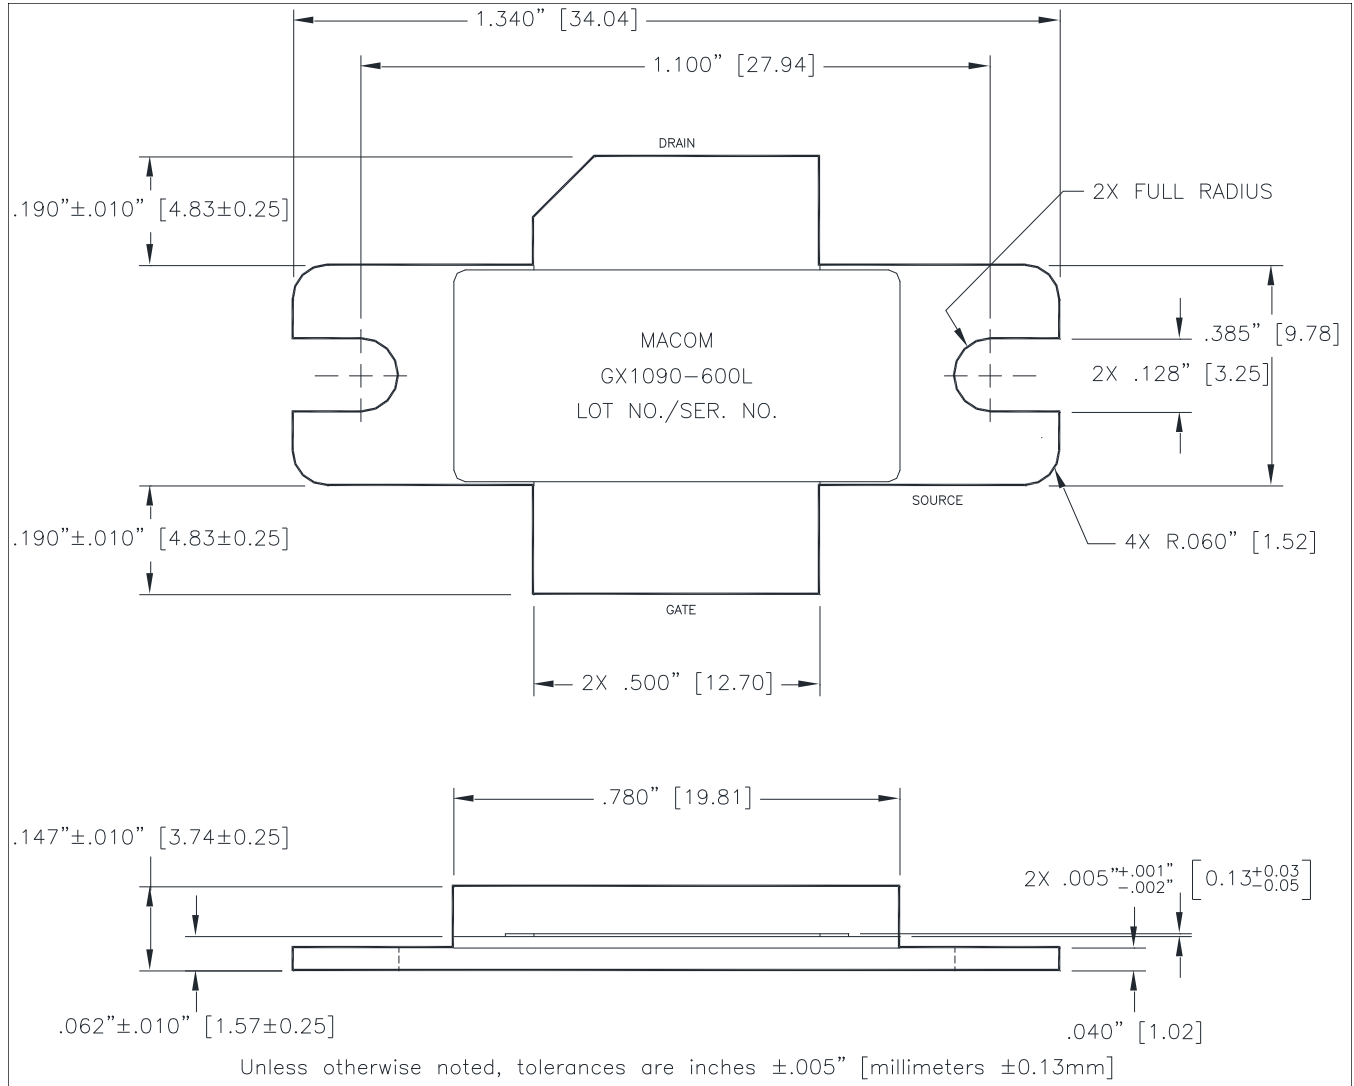 1.340” [34.04]
1.100” [27.94]
DRAIN
2X FULL RADIUS
.190”±.010” [4.83±0.25]
.385” [9.78]
MACOM
GX1090-600L
LOT NO./SER. NO.
2X .128” [3.25]
SOURCE
.190”±.010” [4.83±0.25]
4X R.060” [1.52]
GATE
2X .500” [12.70]
.780” [19.81]
.147”±.010” [3.74±0.25]
2X .005”+.001” -.002” [0.13+0.03 -0.05]
.062”±.010” [1.57±0.25]
.040” [1.02]
Unless otherwise noted, tolerances are inches ±.005” [millimeters ±0.13mm]